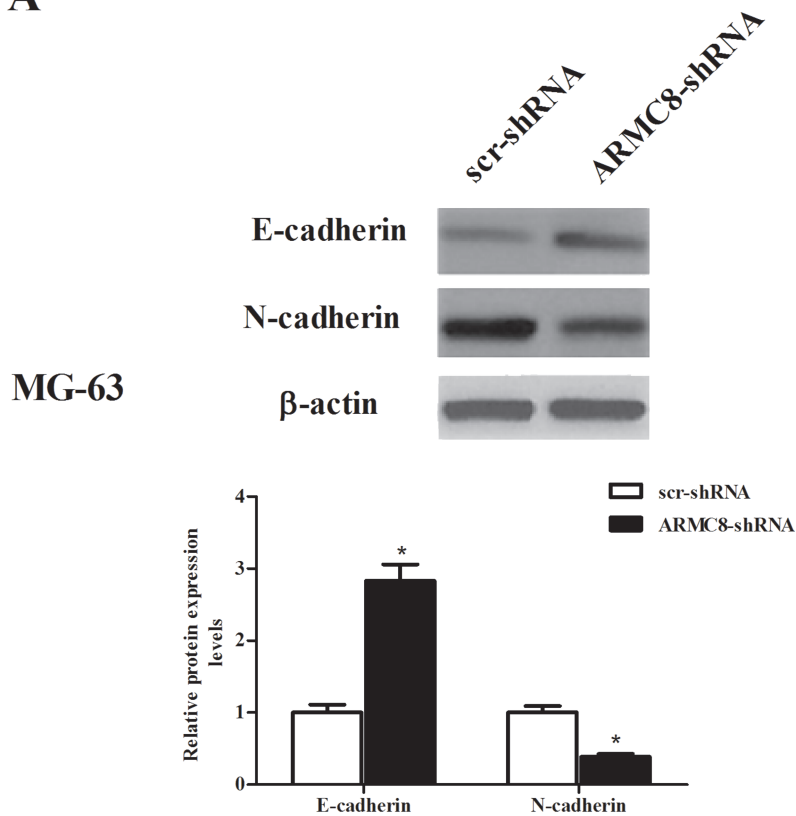 A
scr-shRNA
ARMC8-shRNA
E-cadherin
N-cadherin
MG-63
β-actin
scr-shRNA
ARMC8-shRNA
Relative protein expression
levels
4
3
2
1
0
*
*
E-cadherin
N-cadherin